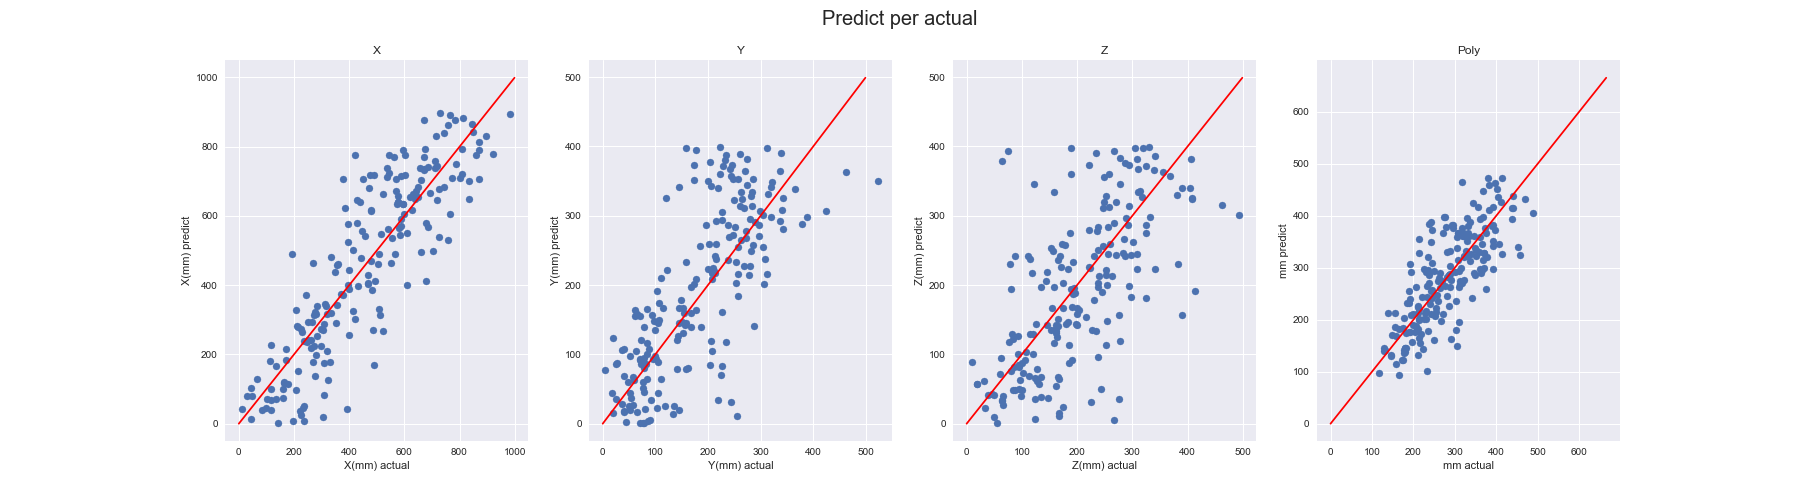 Predict per actual
X
Y
Z
Poly
X(mm) predict
1000
800
600
400
200
0
0 200 400 600 800 1000
X(mm) actual
Y(mm) predict
500
400
300
200
100
0
0 100 200 300 400 500
Y(mm) actual
Z(mm) predict
500
400
300
200
100
0
0 100 200 300 400 500
Z(mm) actual
mm predict
600
500
400
300
200
100
0
0 100 200 300 400 500 600
mm actual